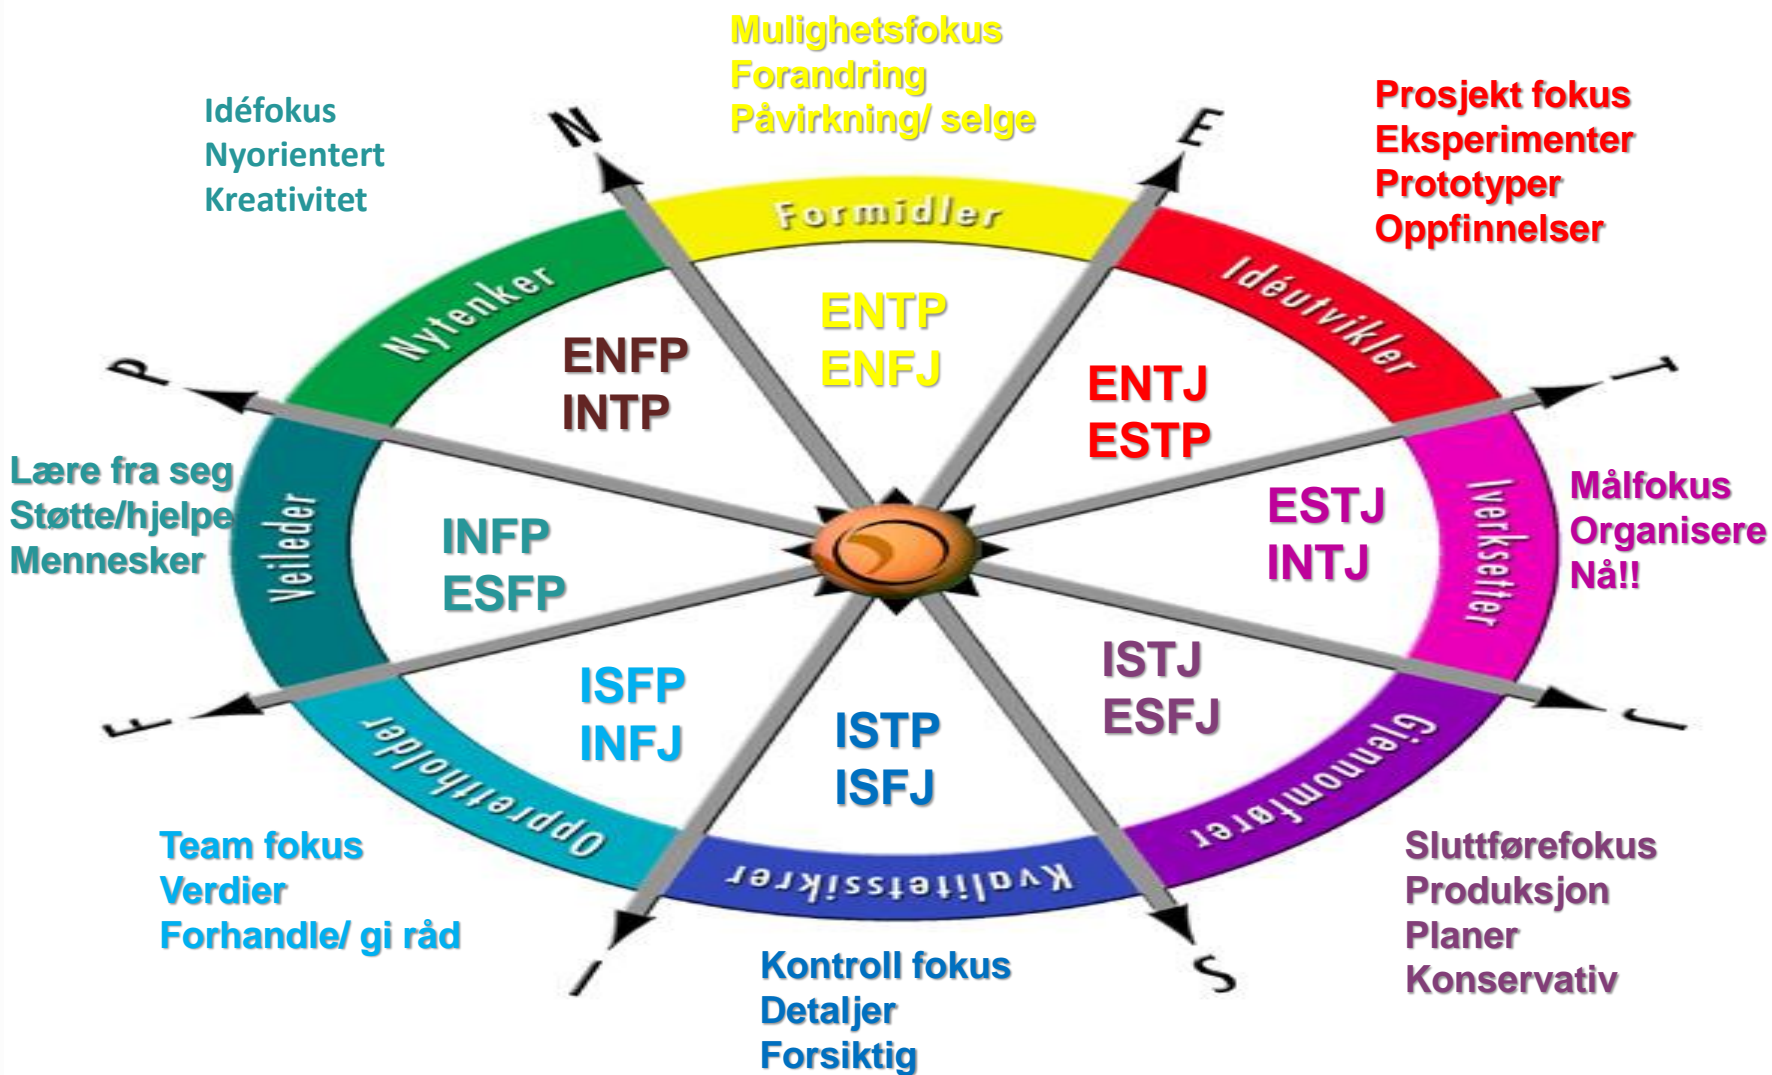 Mulighetsfokus
Forandring
Påvirkning/ selge
Idéfokus
Nyorientert
Kreativitet
Prosjekt fokus
Eksperimenter
Prototyper
Oppfinnelser
N
E
Formidler
Nytenker
Idéutvikler
ENTP
ENFJ
ENFP
INTP
ENTJ
ESTP
P
T
Lære fra seg
Støtte/hjelpe
Mennesker
Veileder
INFP
ESFP
ESTJ
INTJ
Iverksetter
Målfokus
Organisere
Nå!!
ISFP
INFJ
ISTP
ISFJ
ISTJ
ESFJ
F
J
Opprettholder
Kvalitetssikrer
Gjennomfører
Team fokus
Verdier
Forhandle/ gi råd
I
S
Kontroll fokus
Detaljer
Forsiktig
Sluttførefokus
Produksjon
Planer
Konservativ